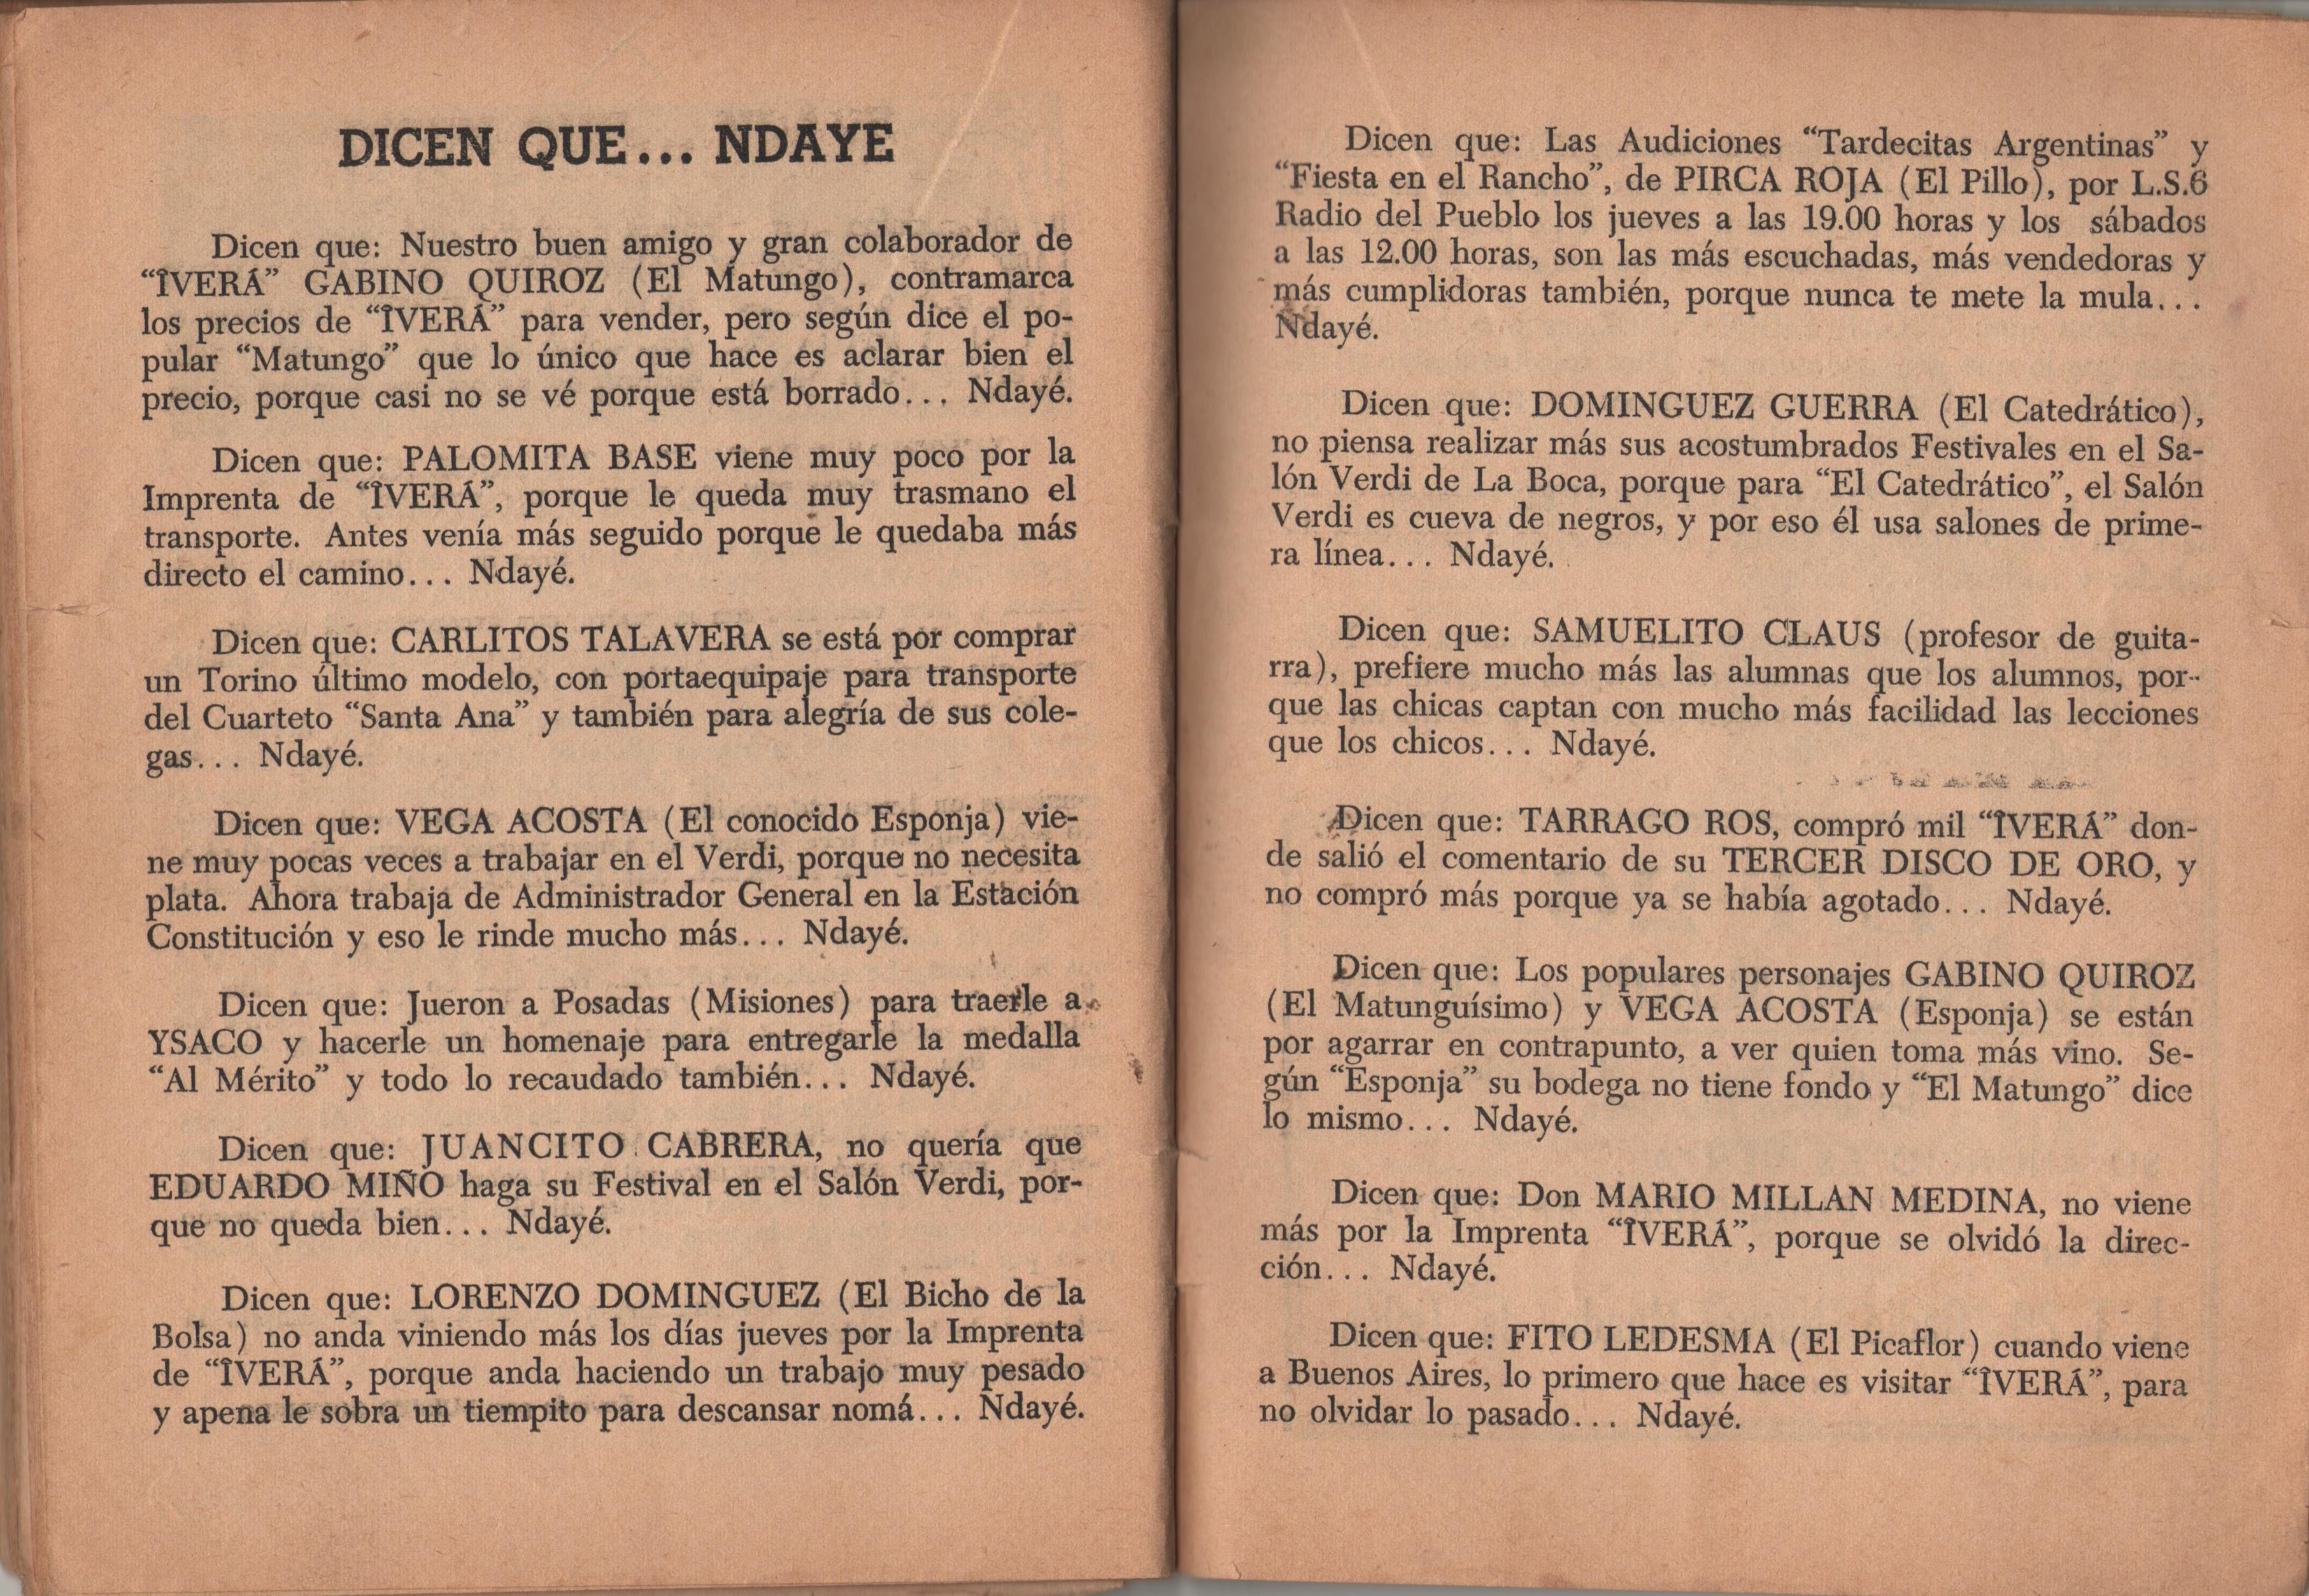 DICEN QUE... NDAYE
Dicen que: Nuestro buen amigo y gran colaborador de
“ÎVERÁ” GABINO QUIROZ (El Matungo), contramarca
los precios de “ÎVERÁ” para vender, pero según dice el po-
pular “Matungo” que lo único que hace es aclarar bien el
precio, porque casi no se vé porque está borrado... Ndayé.
Dicen que: PALOMITA BASE viene muy poco por la
Imprenta de “ÎVERÁ”, porque le queda muy trasmano el
transporte. Antes venía más seguido porque le quedaba más
directo el camino... Ndayé.
Dicen que: CARLITOS TALAVERA se está por comprar
un Torino último modelo, con portaequipaje para transporte
del Cuarteto “Santa Ana” y también para alegría de sus cole-
gas... Ndayé.
Dicen que: VEGA ACOSTA (El conocido Esponja) vie-
ne muy pocas veces a trabajar en el Verdi, porque no necesita
plata. Ahora trabaja de Administrador General en la Estación
Constitución y eso le rinde mucho más... Ndayé.
Dicen que: Jueron a Posadas (Misiones) para traerle a
YSACO y hacerle un homenaje para entregarle la medalla
“Al Mérito” y todo lo recaudado también... Ndayé.
Dicen que: JUANCITO CABRERA, no quería que
EDUARDO MIÑO haga su Festival en el Salón Verdi, por-
que no queda bien... Ndayé.
Dicen que: LORENZO DOMINGUEZ (El Bicho de la
Bolsa) no anda viniendo más los días jueves por la Imprenta
de “ÎVERÁ”, porque anda haciendo un trabajo muy pesado
y apena le sobra un tiempito para descansar nomá... Ndayé.
Dicen que: Las Audiciones “Tardecitas Argentinas” y
“Fiesta en el Rancho”, de PIRCA ROJA (El Pillo), por L.S.6
Radio del Pueblo los jueves a las 19.00 horas y los sábados
a las 12.00 horas, son las más escuchadas, más vendedoras y
más cumplidoras también, porque nunca te mete la mula...
Ndayé.
Dicen que: DOMINGUEZ GUERRA (El Catedrático),
no piensa realizar más sus acostumbrados Festivales en el Sa-
lón Verdi de La Boca, porque para “El Catedrático”, el Salón
Verdi es cueva de negros, y por eso él usa salones de prime-
ra línea... Ndayé.
Dicen que: SAMUELITO CLAUS (profesor de guita-
rra), prefiere mucho más las alumnas que los alumnos, por-
que las chicas captan con mucho más facilidad las lecciones
que los chicos... Ndayé.
Dicen que: TARRAGO ROS, compró mil “ÎVERÁ” don-
de salió el comentario de su TERCER DISCO DE ORO, y
no compró más porque ya se había agotado... Ndayé.
Dicen que: Los populares personajes GABINO QUIROZ
(El Matunguísimo) y VEGA ACOSTA (Esponja) se están
por agarrar en contrapunto, a ver quien toma más vino. Se-
gún “Esponja” su bodega no tiene fondo y “El Matungo” dice
lo mismo... Ndayé.
Dicen que: Don MARIO MILLAN MEDINA, no viene
más por la Imprenta “ÎVERÁ”, porque se olvidó la direc-
ción... Ndayé.
Dicen que: FITO LEDESMA (El Picaflor) cuando viene
a Buenos Aires, lo primero que hace es visitar “ÎVERÁ”, para
no olvidar lo pasado... Ndayé.